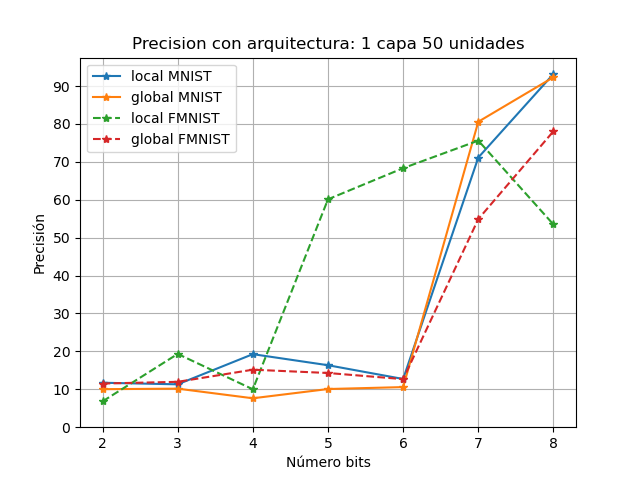 Precision con arquitectura: 1 capa 50 unidades
local MNIST
global MNIST
local FMNIST
global FMNIST
Precisión
90
80
70
60
50
40
30
20
10
0
2 3 4 5 6 7 8
Número bits